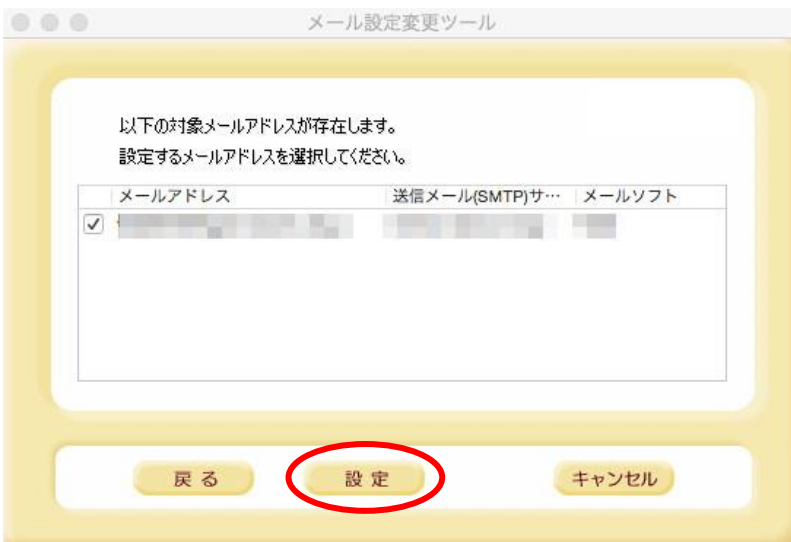 メール設定変更ツール
以下の対象メールアドレスが存在します。
設定するメールアドレスを選択してください。
メールアドレス 送信メール(SMTP)サ… メールソフト
戻る 設定 キャンセル